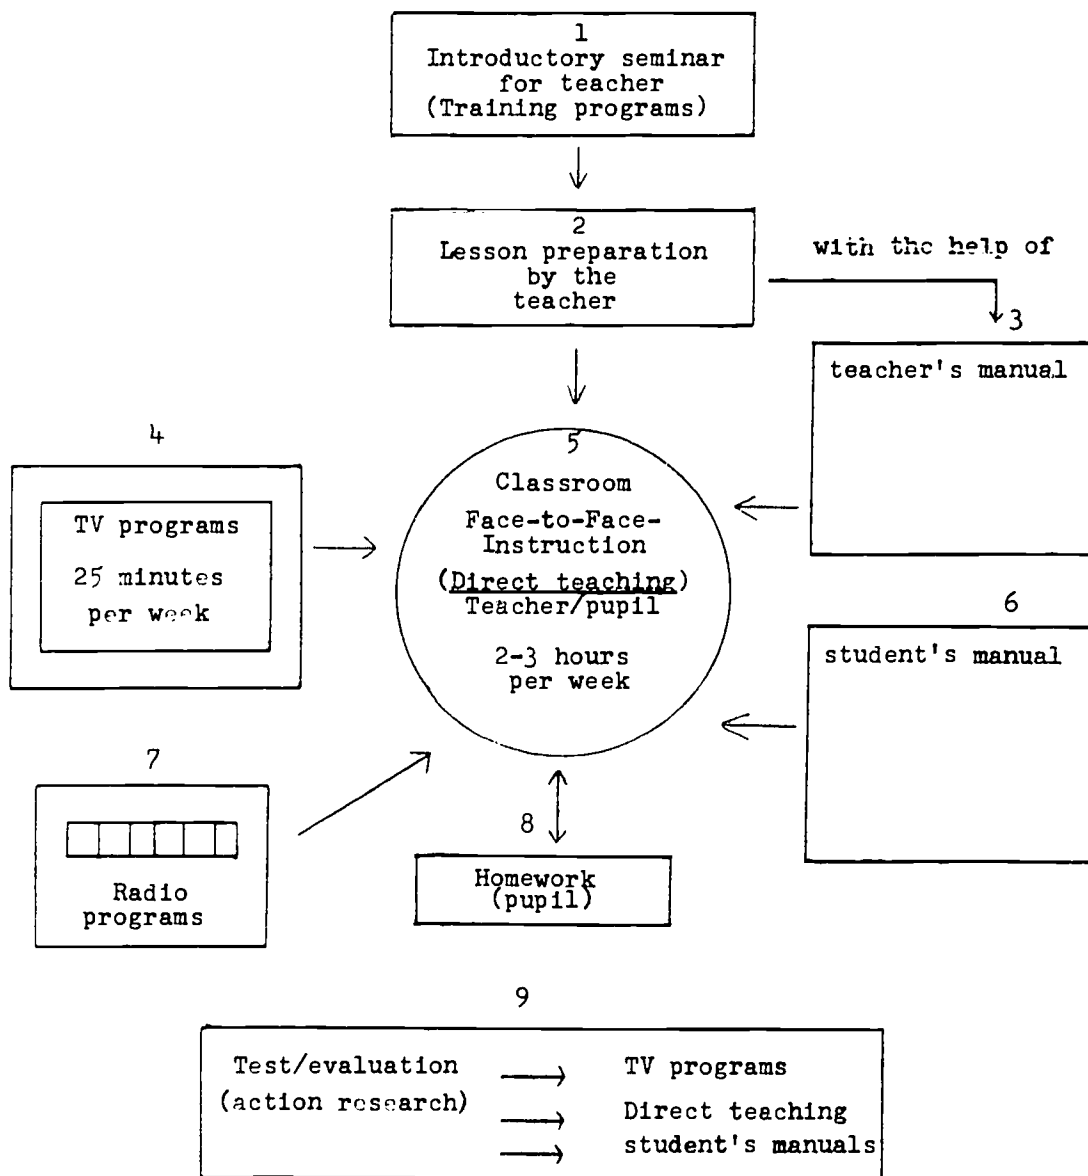 1
Introductory seminar
for teacher
(Training programs)
2
Lesson preparation
by the
teacher
with the help of
3
teacher's manual
4
TV programs
25 minutes
per week
5
Classroom
Face-to-Face-
Instruction
(Direct teaching)
Teacher/pupil
2-3 hours
per week
6
student's manual
7
Radio
programs
8
Homework
(pupil)
9
Test/evaluation
(action research)
TV programs
Direct teaching
student's manuals